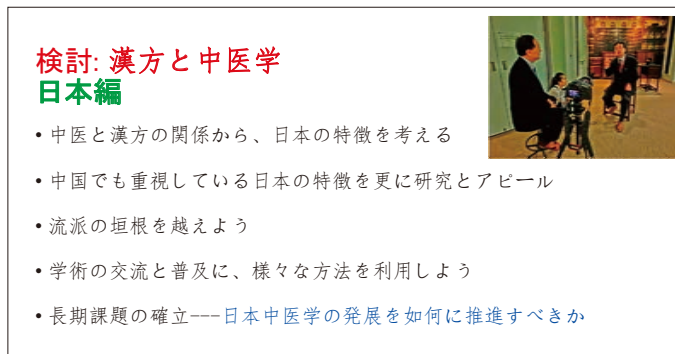 検討: 漢方と中医学
日本編
• 中医と漢方の関係から、日本の特徴を考える
• 中国でも重視している日本の特徴を更に研究とアピール
• 流派の垣根を越えよう
• 学術の交流と普及に、様々な方法を利用しよう
• 長期課題の確立---日本中医学の発展を如何に推進すべきか